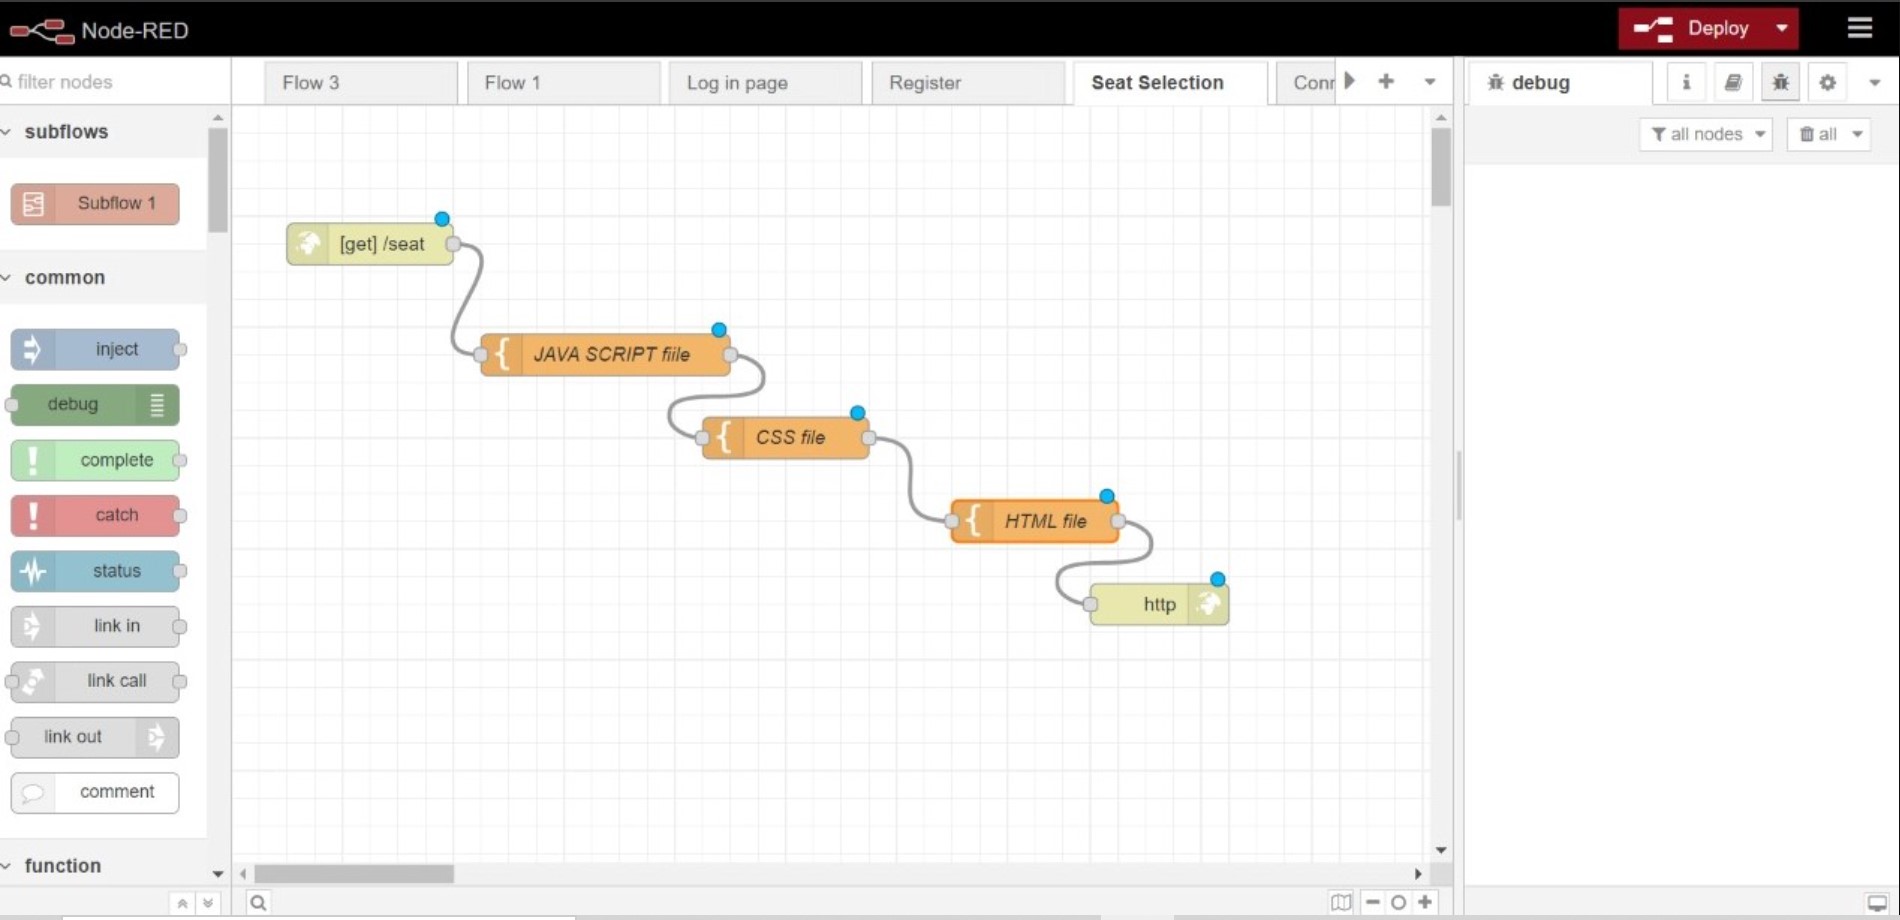 Node-RED
Deploy
filter nodes
Flow 3
Flow 1
Log in page
Register
Seat Selection
Conr
debug
i
subflows
all nodes
all
Subflow 1
[get] /seat
common
inject
JAVA SCRIPT fiile
debug
CSS file
complete
catch
HTML file
status
http
link in
link call
link out
comment
function